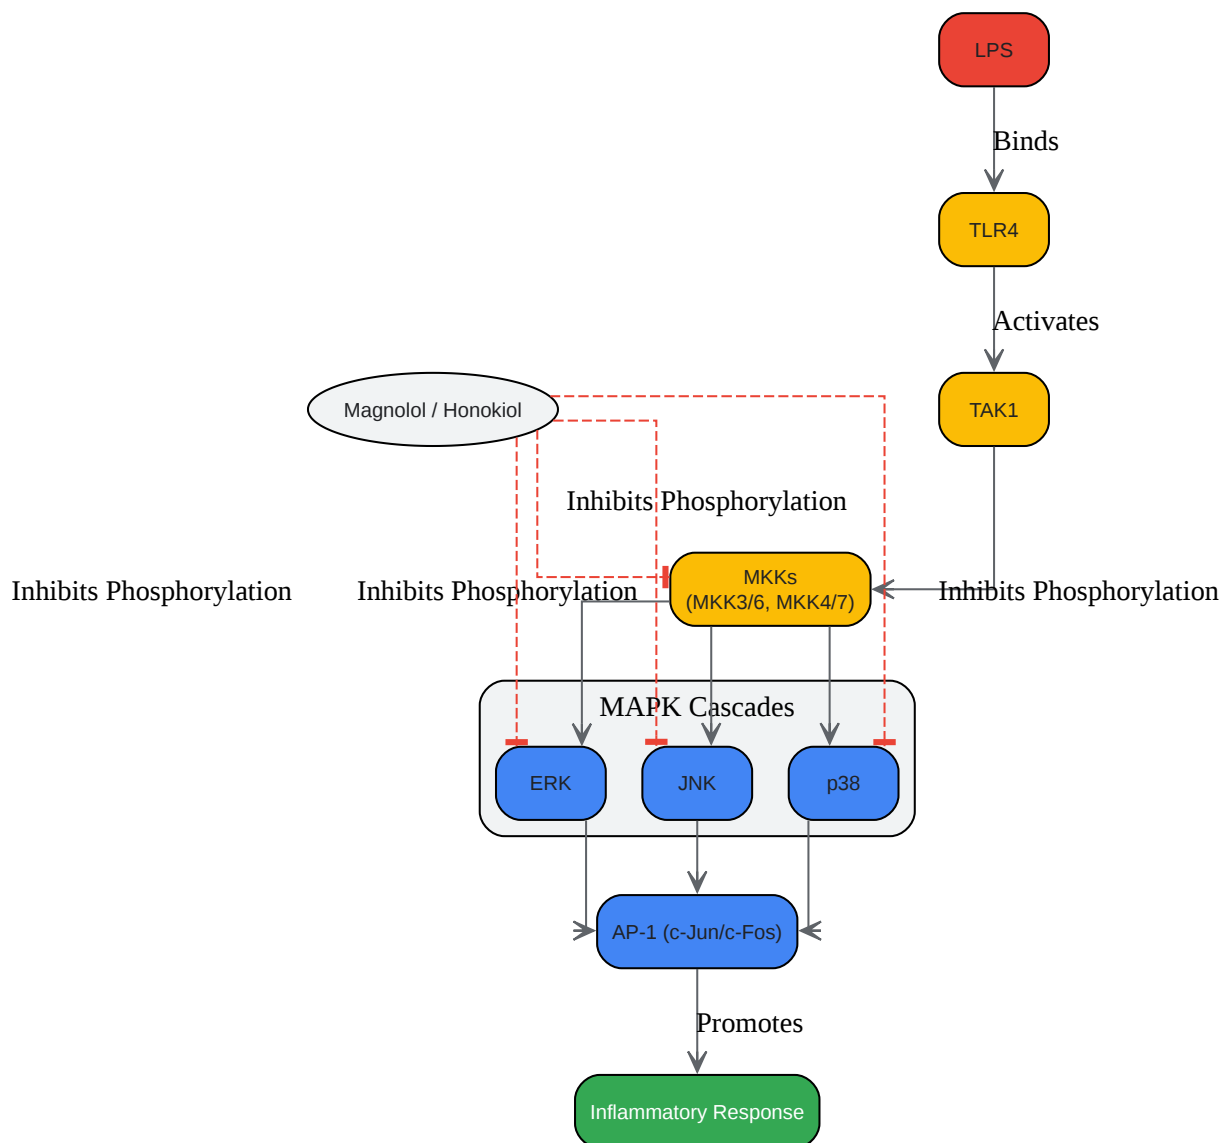 LPS
Binds
TLR4
Activates
Magnolol / Honokiol
TAK1
Inhibits Phosphorylation
Inhibits Phosphorylation
Inhibits Phosphorylation
MKKs
(MKK3/6, MKK4/7)
Inhibits Phosphorylation
MAPK Cascades
ERK
JNK
p38
AP-1 (c-Jun/c-Fos)
Promotes
Inflammatory Response